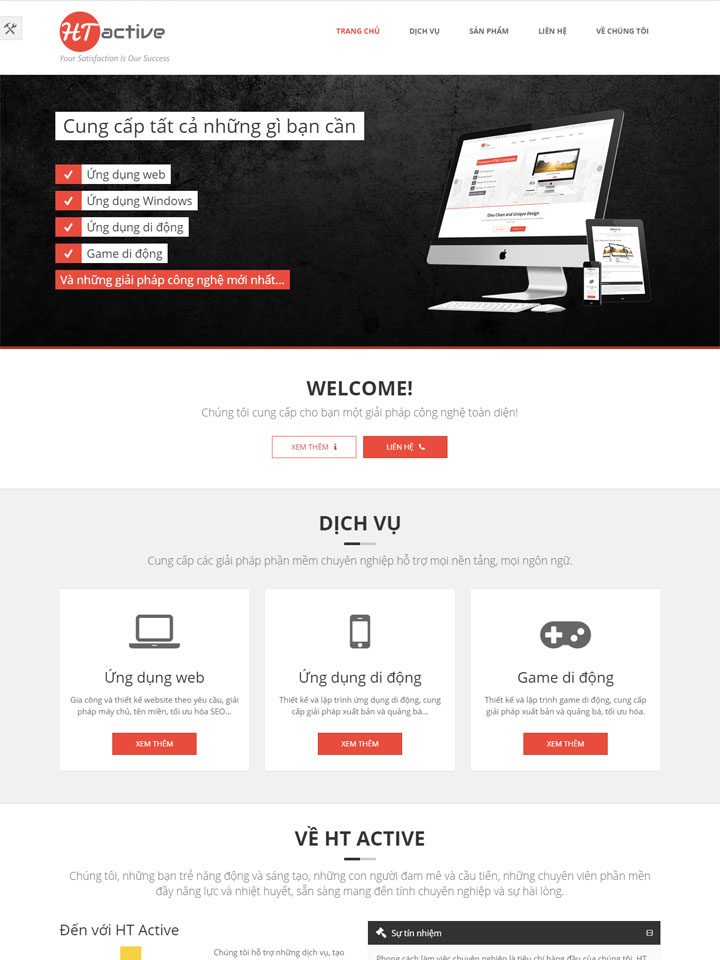 HT active
Your Satisfaction Is Our Success
TRANG CHỦ
DỊCH VỤ
SẢN PHẨM
LIÊN HỆ
VỀ CHÚNG TÔI
Cung cấp tất cả những gì bạn cần
Ứng dụng web
Ứng dụng Windows
Ứng dụng di động
Game di động
Và những giải pháp công nghệ mới nhất...
iDea Clean and Unique Design
WELCOME!
Chúng tôi cung cấp cho bạn một giải pháp công nghệ toàn diện!
XEM THÊM
LIÊN HỆ
DỊCH VỤ
Cung cấp các giải pháp phần mềm chuyên nghiệp hỗ trợ mọi nền tảng, mọi ngôn ngữ.
Ứng dụng web
Gia công và thiết kế website theo yêu cầu, giải
pháp máy chủ, tên miền, tối ưu hóa SEO...
XEM THÊM
Ứng dụng di động
Thiết kế và lập trình ứng dụng di động, cung
cấp giải pháp xuất bản và quảng bá...
XEM THÊM
Game di động
Thiết kế và lập trình game di động, cung cấp
giải pháp xuất bản và quảng bá, tối ưu hóa.
XEM THÊM
VỀ HT ACTIVE
Chúng tôi, những bạn trẻ năng động và sáng tạo, những con người đam mê và cầu tiến, những chuyên viên phần mền
đầy năng lực và nhiệt huyết, sẵn sàng mang đến tính chuyên nghiệp và sự hài lòng.
Đến với HT Active
Chúng tôi hỗ trợ những dịch vụ, tạo
Sự tín nhiệm
Phong cách làm việc chuyên nghiệp là tiêu chí hàng đầu của chúng tôi. HT